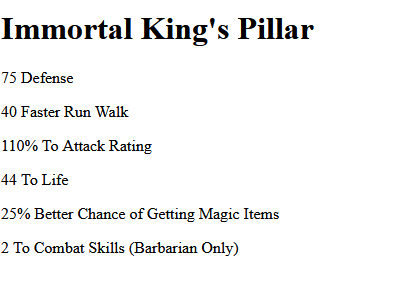 Immortal King's Pillar
75 Defense
40 Faster Run Walk
110% To Attack Rating
44 To Life
25% Better Chance of Getting Magic Items
2 To Combat Skills (Barbarian Only)